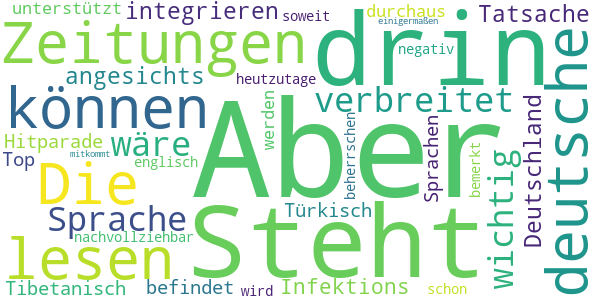 unterstützt integrieren soweit durchaus Tatsache
einigermaßen
Zeitungen drin negativ
angesichts heutzutage
können verbreitet
Hitparade wäre werden
Top mitkommt englisch beherrschen Sprachen Deutschland deutsche
Die Aber bemerkt wichtig
Sprache Türkisch
nachvollziehbar Steht
lesen
Tibetanisch befindet wird Infektions schon